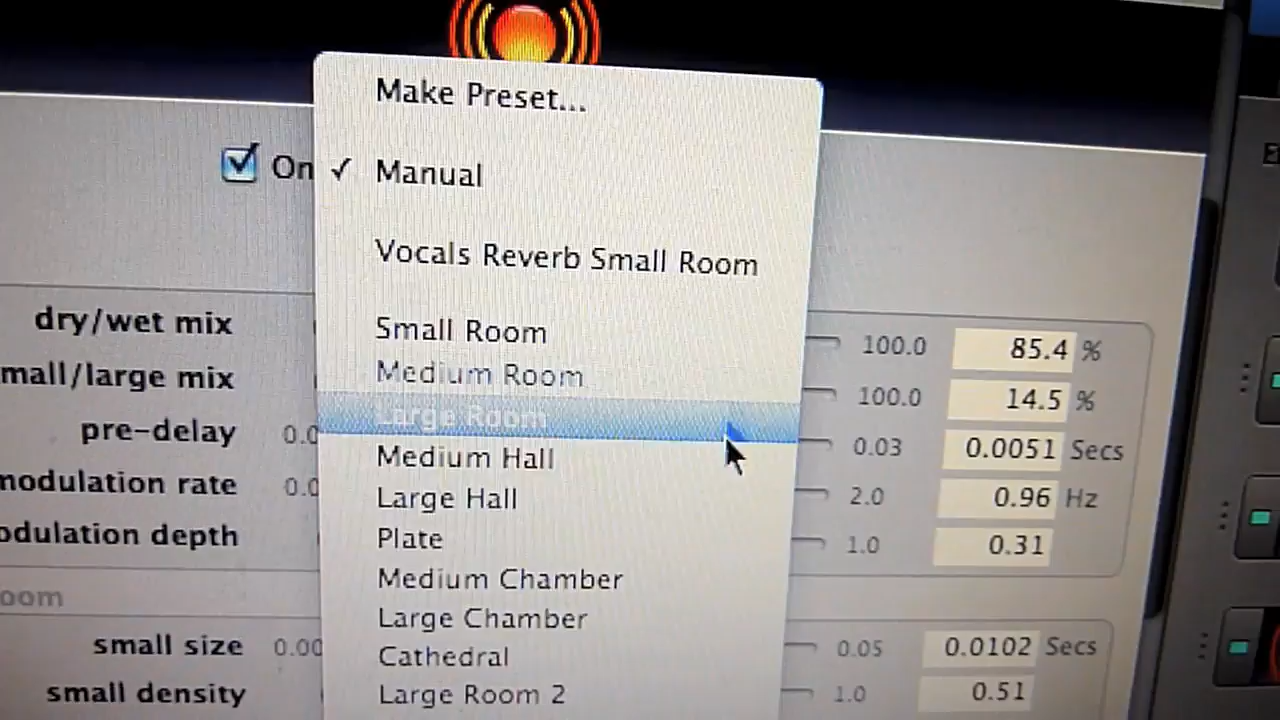 Make Preset...
On ✓ Manual
Vocals Reverb Small Room
dry/wet mix 100.0 85.4 %
Small Room
mall/large mix 100.0 14.5 %
Medium Room
Large Room
pre-delay 0.0 0.03 0.0051 Secs
Medium Hall
modulation rate 0.0 2.0 0.96 Hz
Large Hall
odulation depth 1.0 0.31
Plate
Medium Chamber
oom
Large Chamber
small size 0.00 0.05 0.0102 Secs
Cathedral
small density 1.0 0.51
Large Room 2